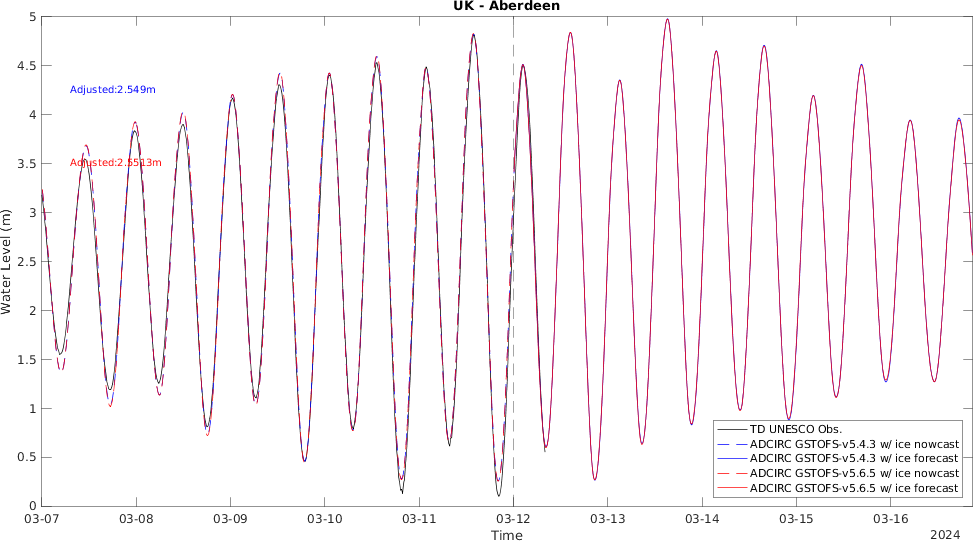 UK - Aberdeen
5
4.5
4
3.5
3
2.5
2
1.5
1
0.5
0
Water Level (m)
Adjusted:2.549m
Adjusted:2.5513m
TD UNESCO Obs.
ADCIRC GSTOFS-v5.4.3 w/ ice nowcast
ADCIRC GSTOFS-v5.4.3 w/ ice forecast
ADCIRC GSTOFS-v5.6.5 w/ ice nowcast
ADCIRC GSTOFS-v5.6.5 w/ ice forecast
03-07 03-08 03-09 03-10 03-11 03-12 03-13 03-14 03-15 03-16
Time
2024